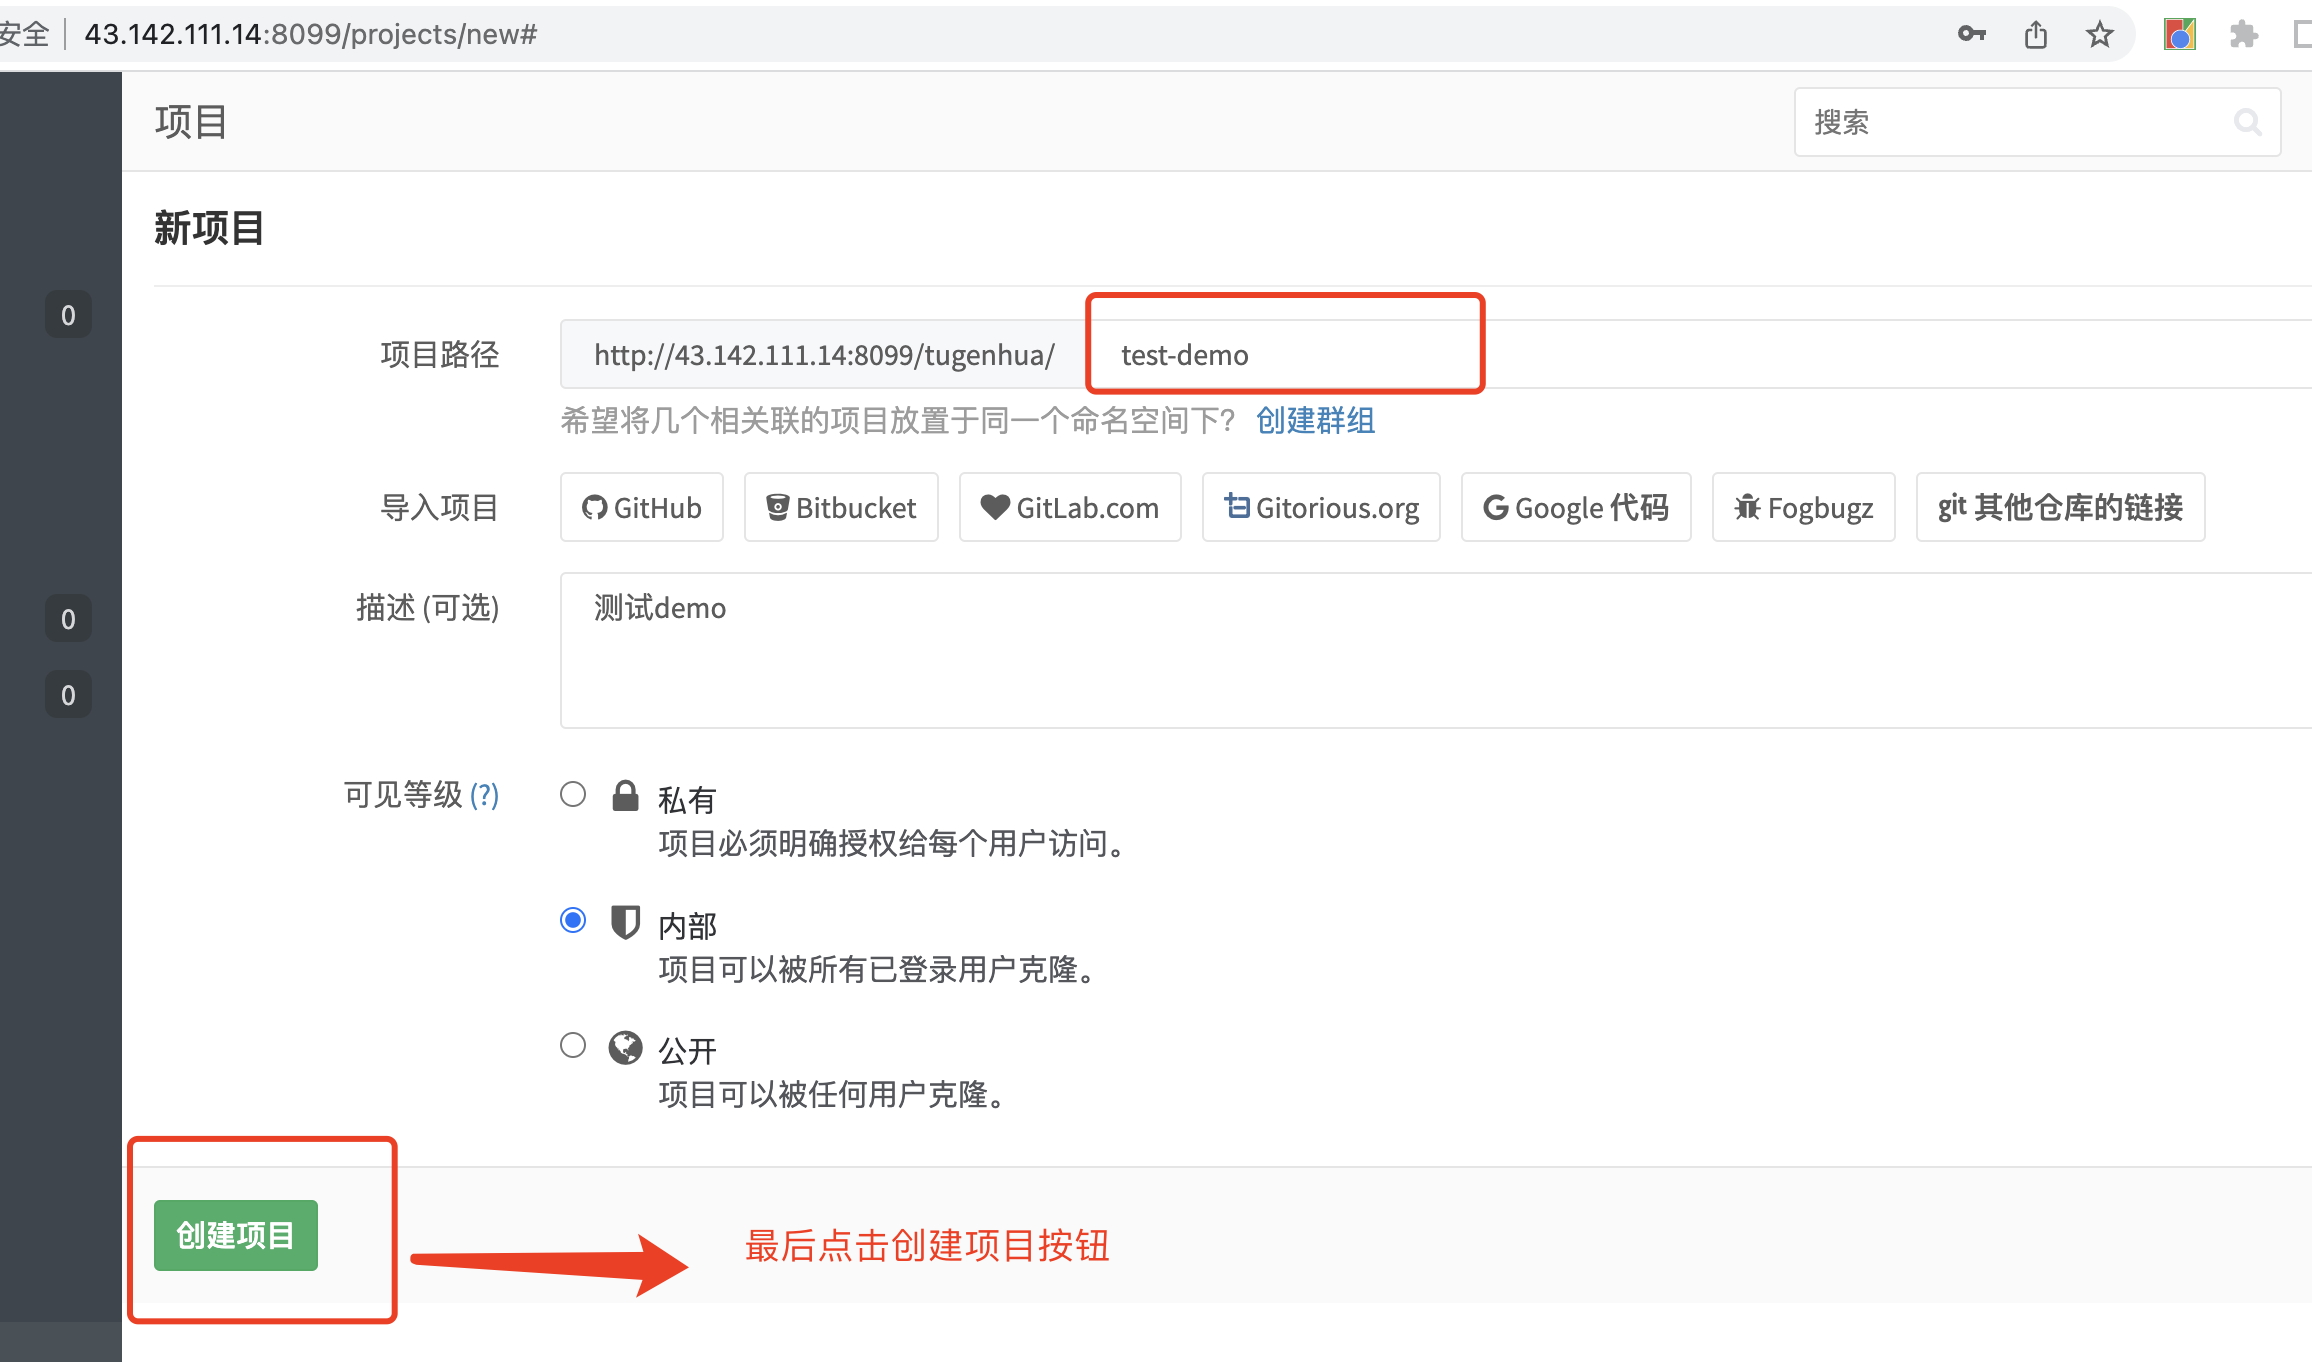 安全 43.142.111.14:8099/projects/new#
项目
搜索
新项目
0
项目路径 http://43.142.111.14:8099/tugenhua/ test-demo
希望将几个相关联的项目放置于同一个命名空间下? 创建群组
导入项目 GitHub Bitbucket GitLab.com Gitorious.org Google 代码 Fogbugz git 其他仓库的链接
0
描述 (可选) 测试demo
0
可见等级 (?) 私有
项目必须明确授权给每个用户访问。
内部
项目可以被所有已登录用户克隆。
公开
项目可以被任何用户克隆。
创建项目
最后点击创建项目按钮